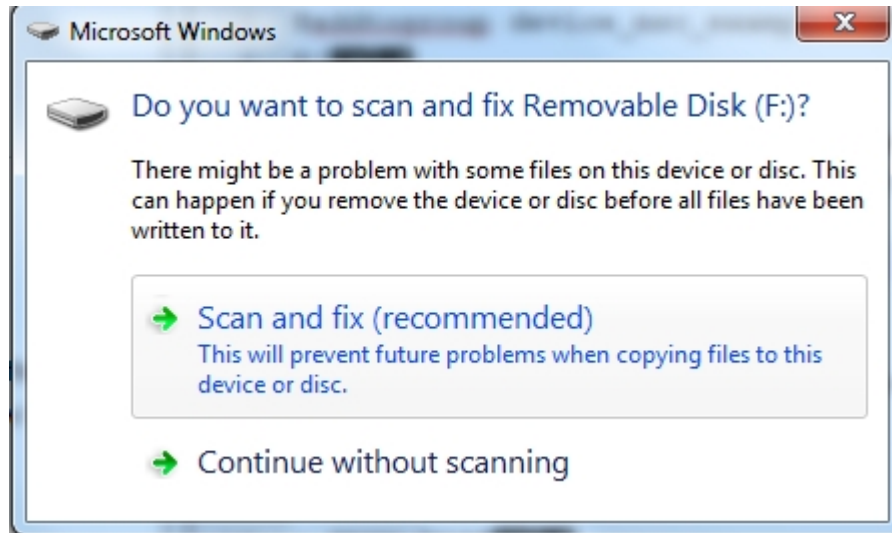 Microsoft Windows
Do you want to scan and fix Removable Disk (F:)?
There might be a problem with some files on this device or disc. This
can happen if you remove the device or disc before all files have been
written to it.
Scan and fix (recommended)
This will prevent future problems when copying files to this
device or disc.
Continue without scanning